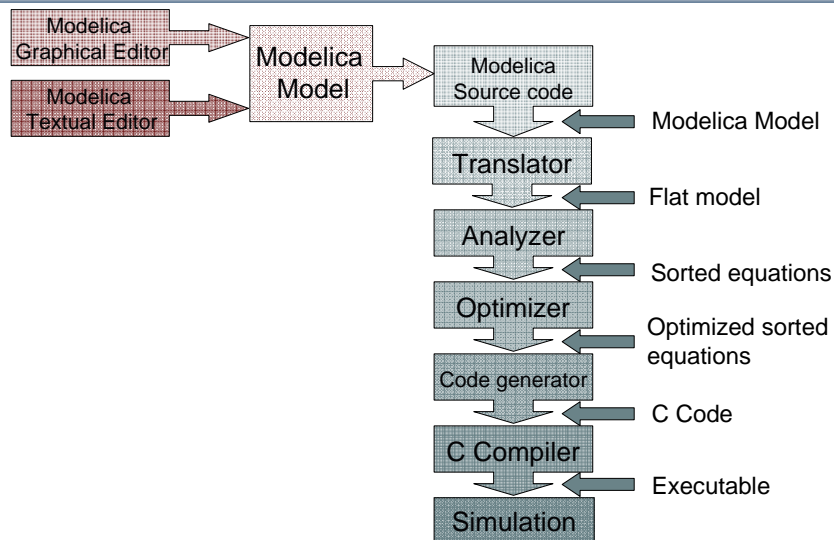 Modelica
Graphical Editor
Modelica
Textual Editor
Modelica
Model
Modelica
Source code
Modelica Model
Translator
Flat model
Analyzer
Sorted equations
Optimizer
Optimized sorted
equations
Code generator
C Code
C Compiler
Executable
Simulation